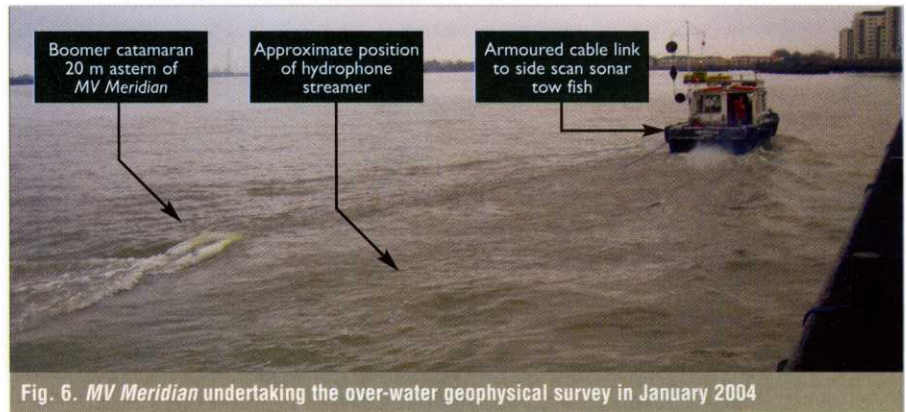 Boomer catamaran
20 m astern of
MV Meridian
Approximate position
of hydrophone
streamer
Armoured cable link
to side scan sonar
tow fish
Fig. 6. MV Meridian undertaking the over-water geophysical survey in January 2004